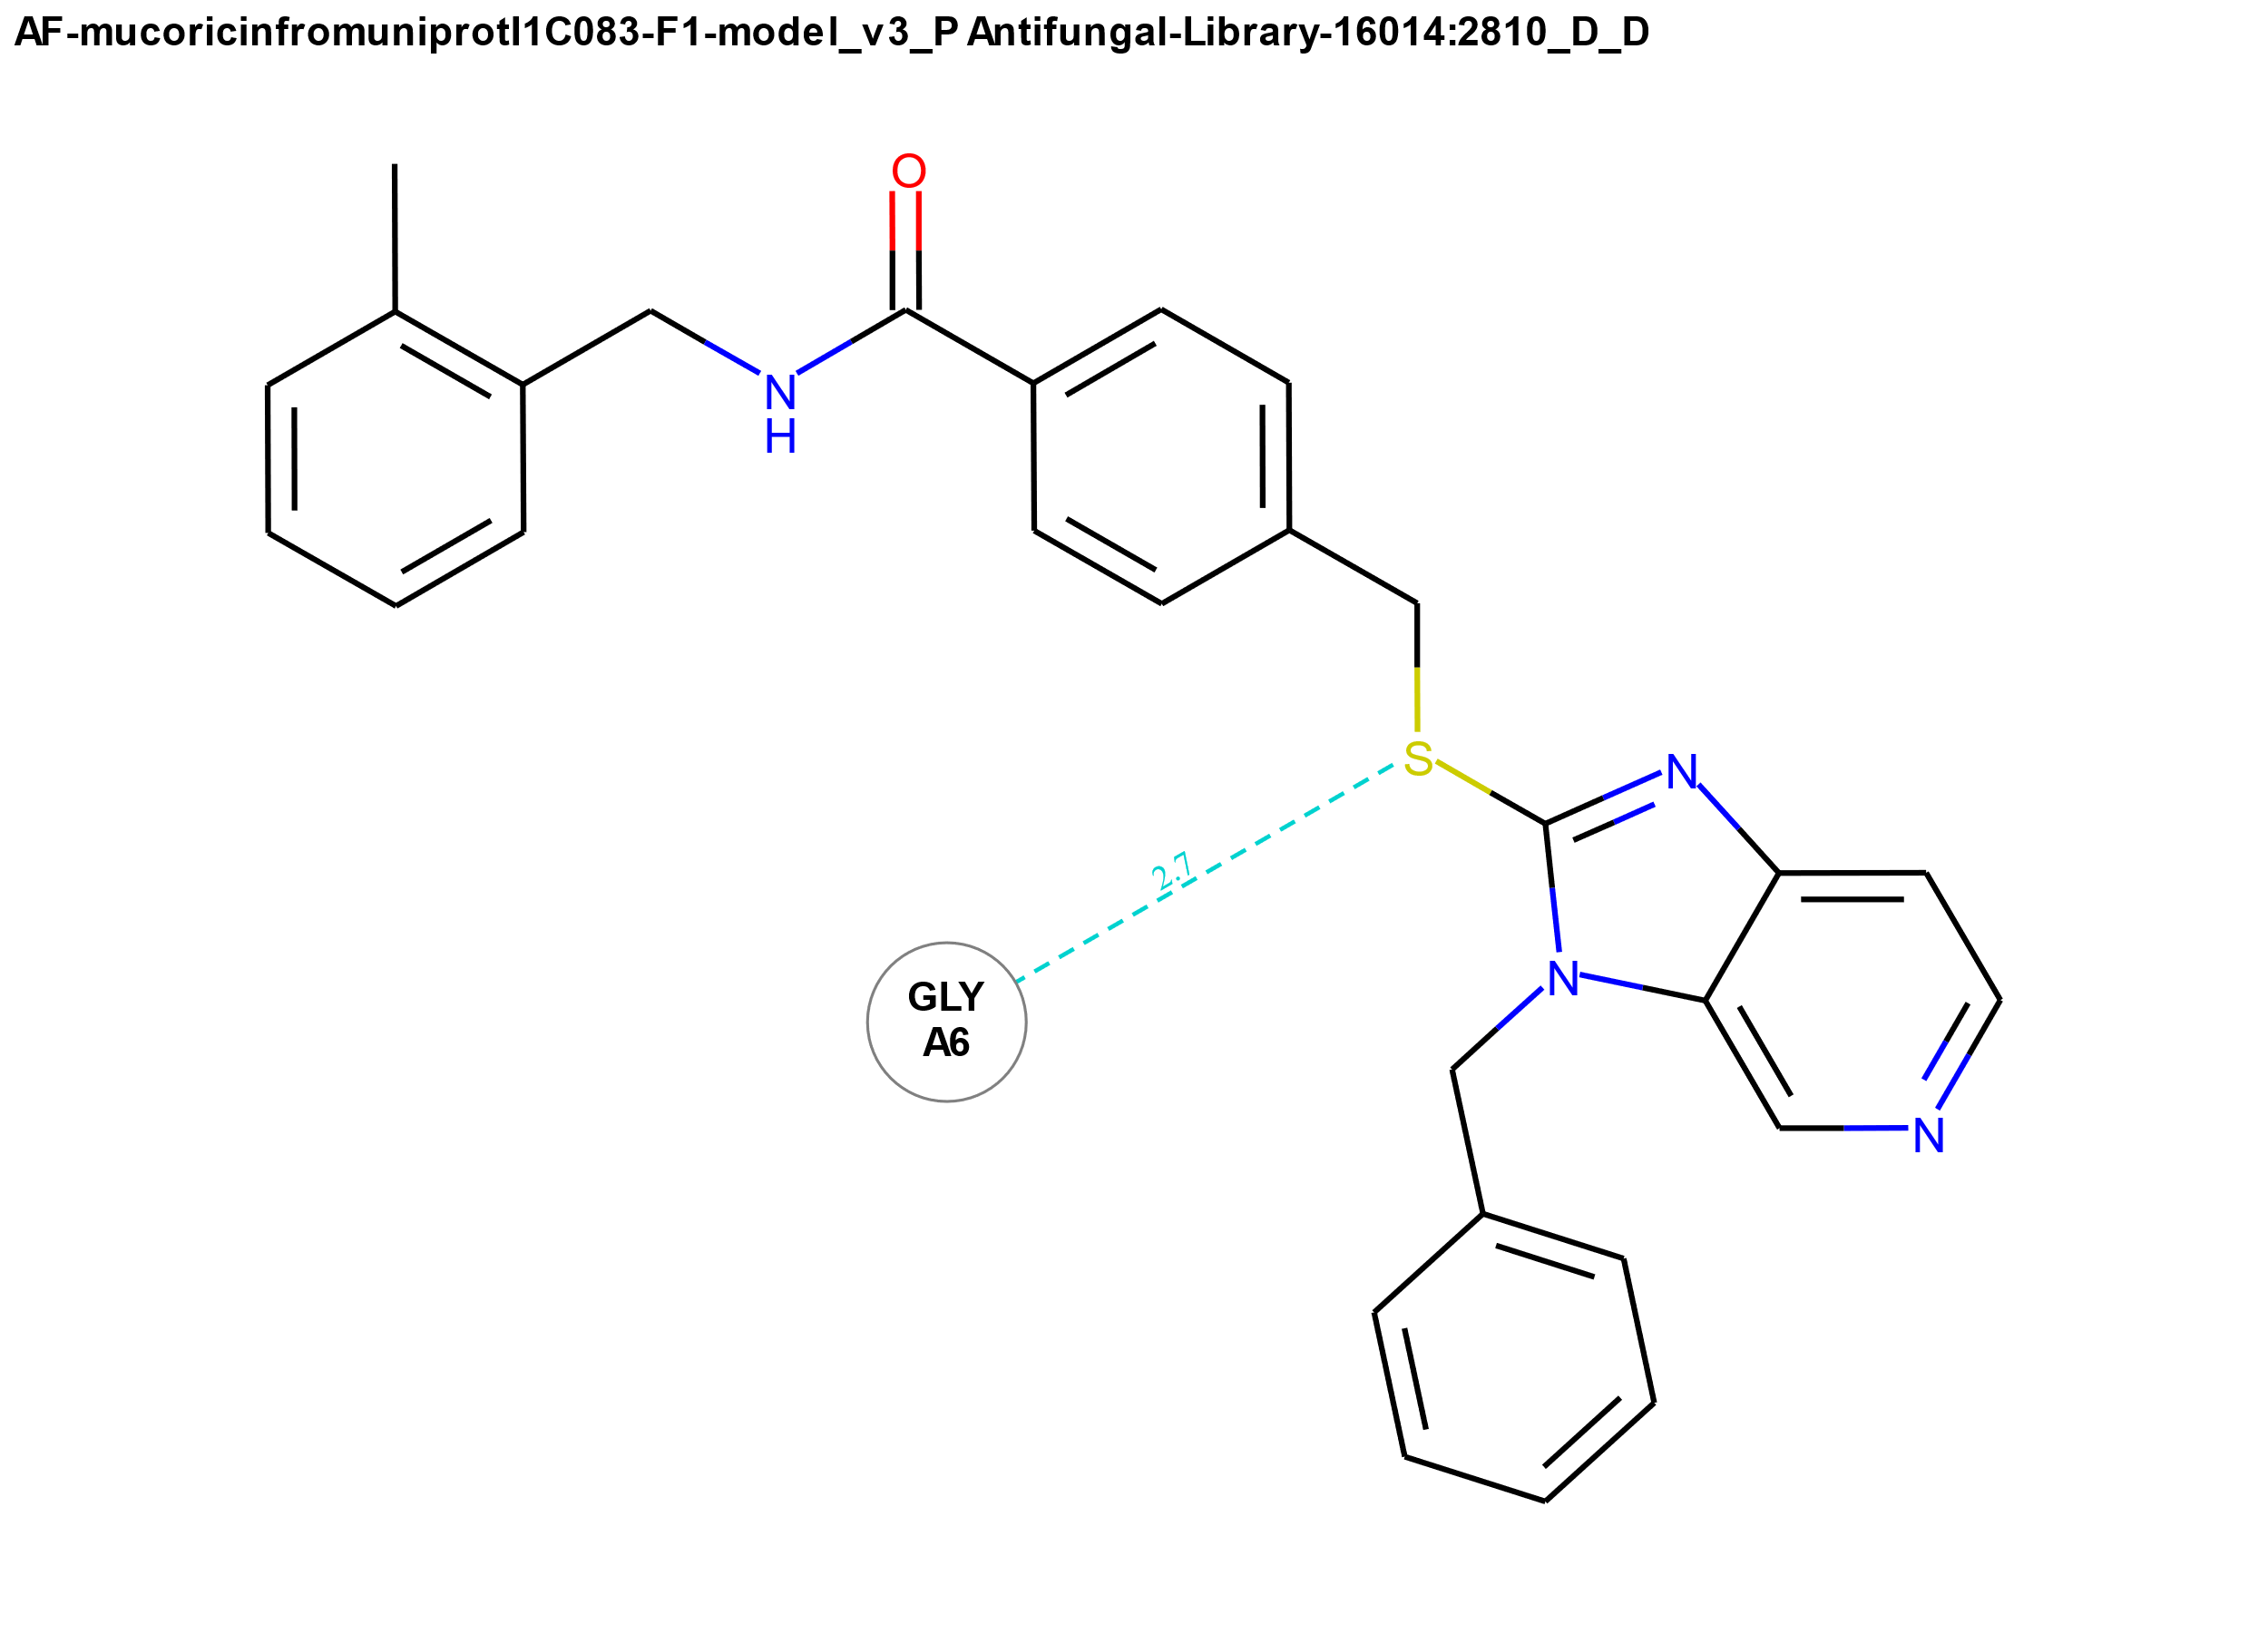 AF-mucoricinfromuniprotI1C083-F1-model_v3_P Antifungal-Library-16014:2810_D_D
O
N
H
S
N
2.7
N
GLY
A6
N